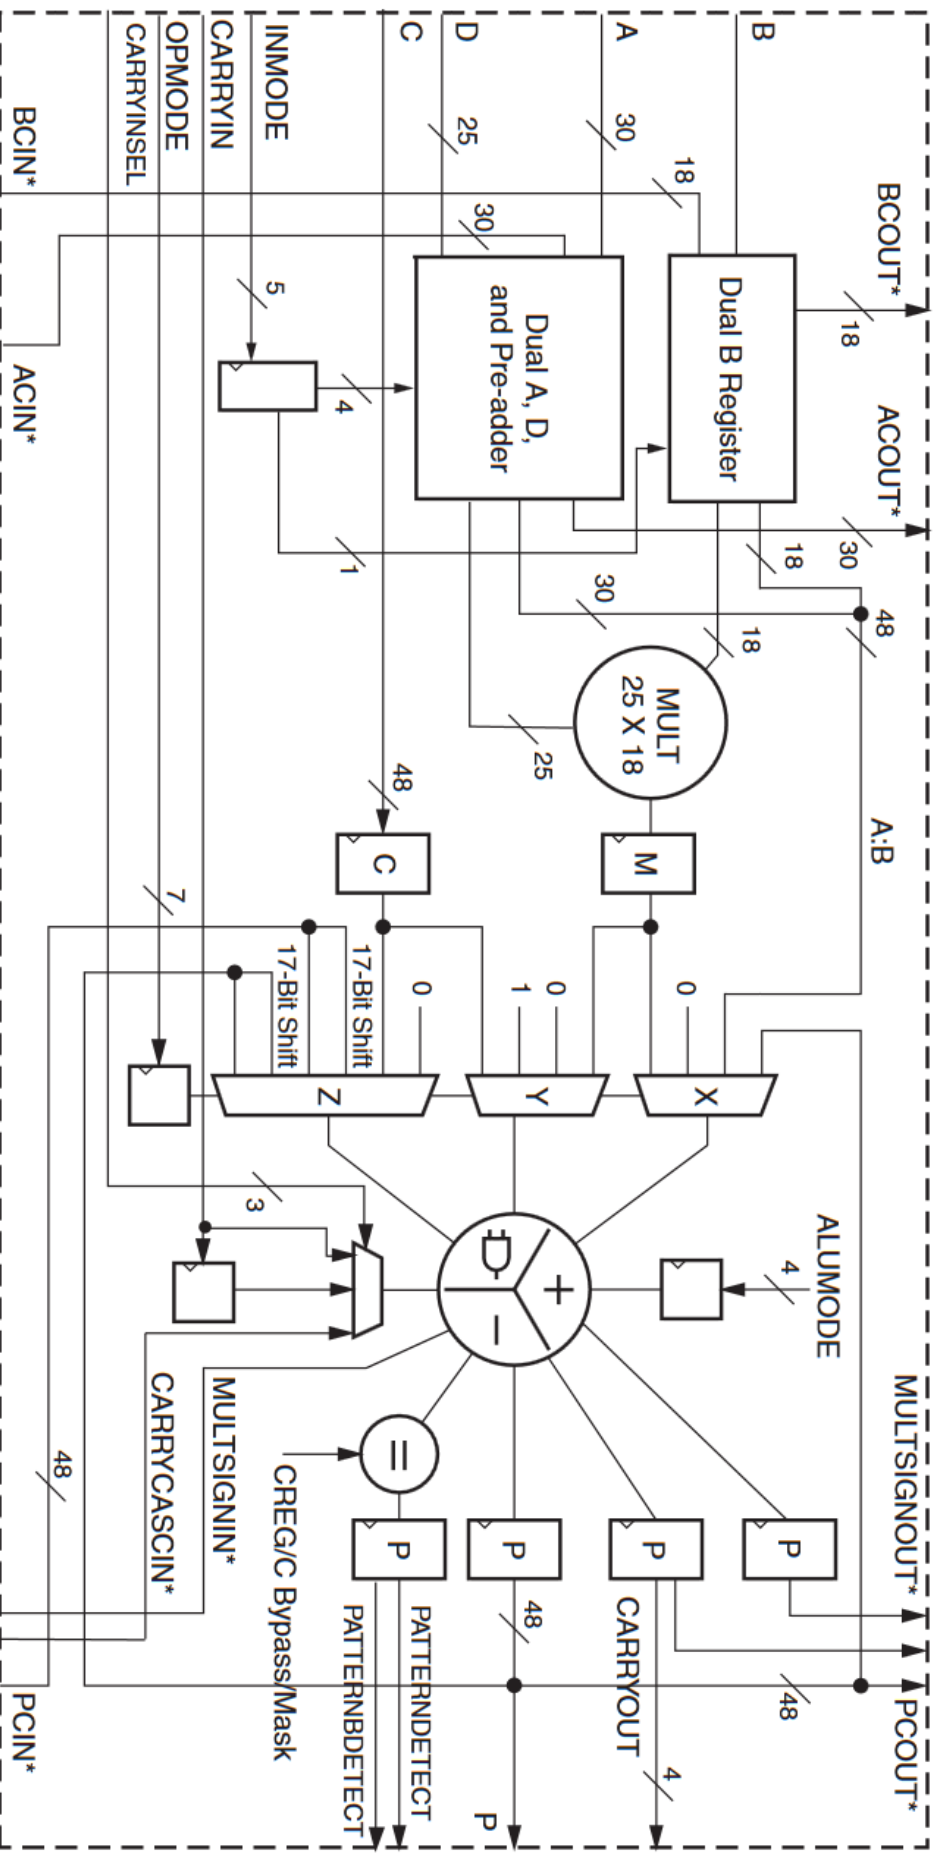 BCOUT*
ACOUT*
MULTSIGNOUT*
PCOUT*
18
30
48
A:B
ALUMODE
4
B
18
Dual B Register
18
18
A
30
30
Dual A, D,
and Pre-adder
D
25
30
MULT
25 X 18
25
M
0
0
1
0
X
Y
Z
+
−
=
P
P
P
P
CARRYOUT
4
48
48
P
C
48
C
17-Bit Shift
17-Bit Shift
INMODE
5
4
1
CARRYIN
OPMODE
7
CARRYINSEL
3
PATTERNDETECT
PATTERNBDETECT
CREG/C Bypass/Mask
MULTSIGNIN*
CARRYCASCIN*
48
BCIN*
ACIN*
PCIN*